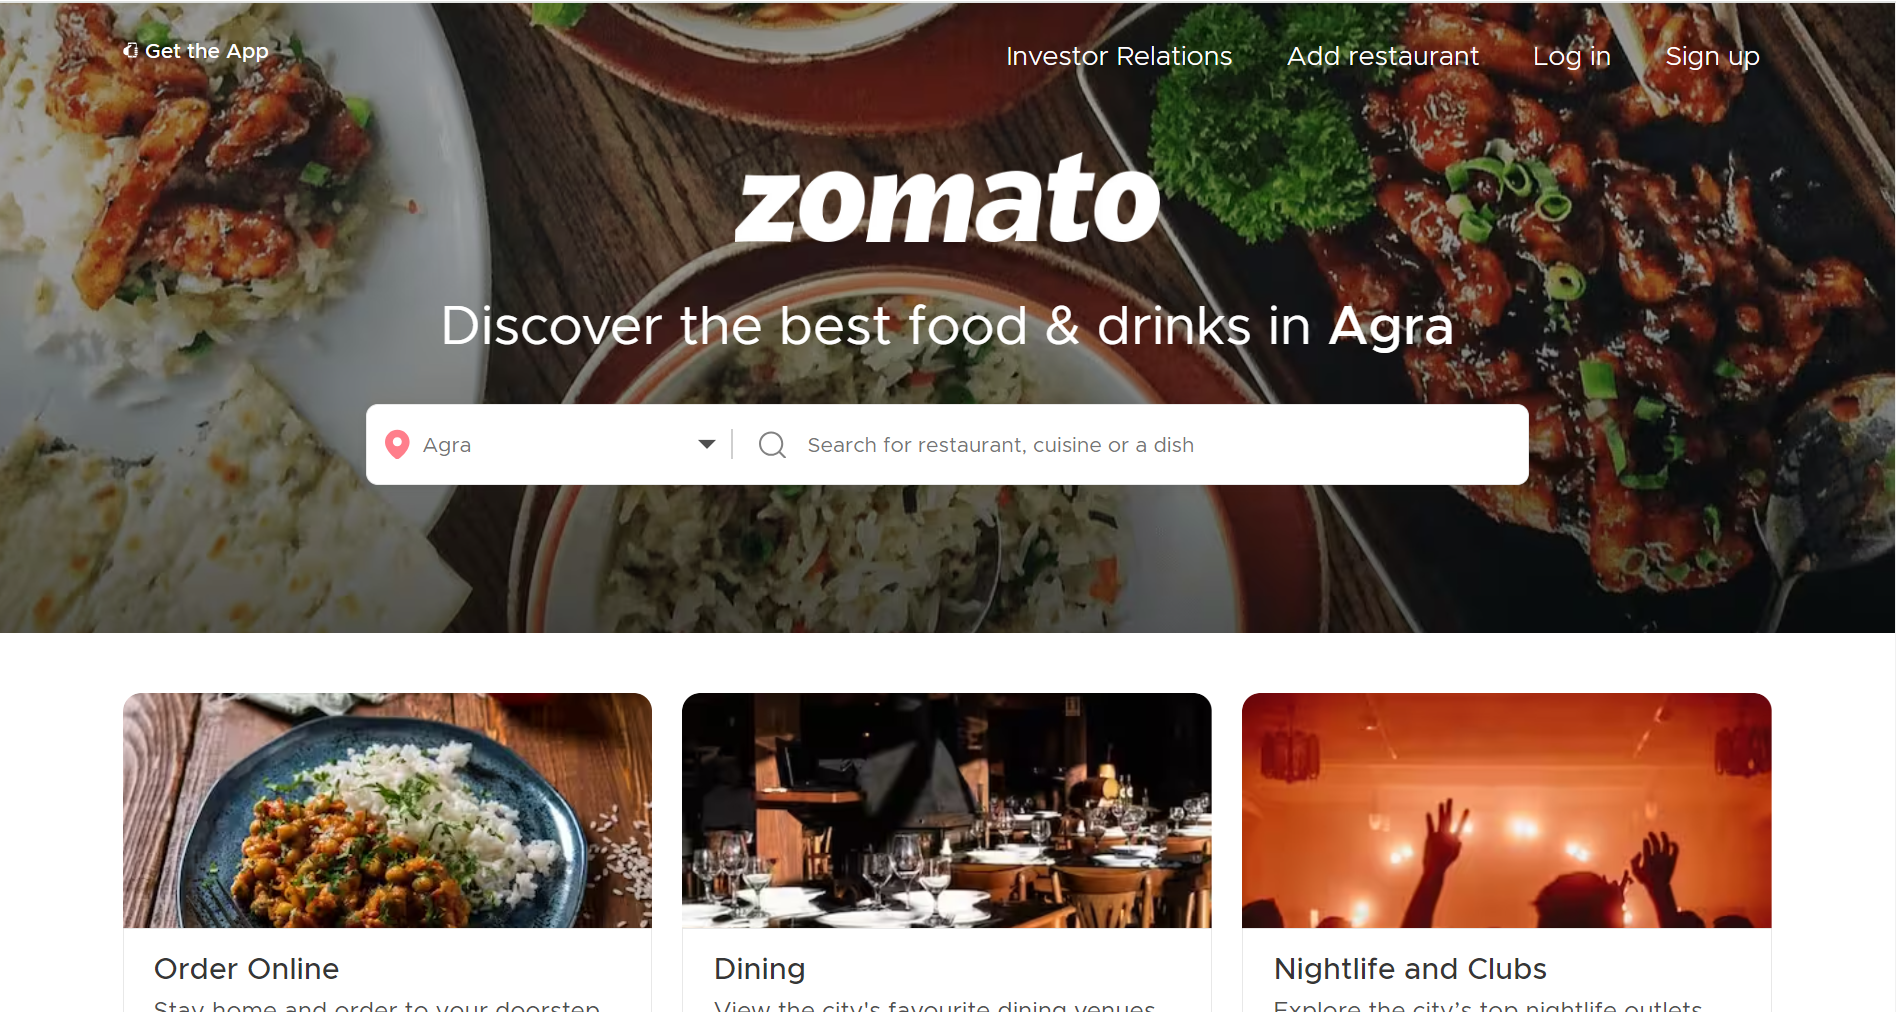 Get the App
Investor Relations
Add restaurant
Log in
Sign up
zomato
Discover the best food & drinks in Agra
Agra
Search for restaurant, cuisine or a dish
Order Online
Stay home and order to your doorstep
Dining
View the city's favourite dining venues
Nightlife and Clubs
Explore the city’s top nightlife outlets